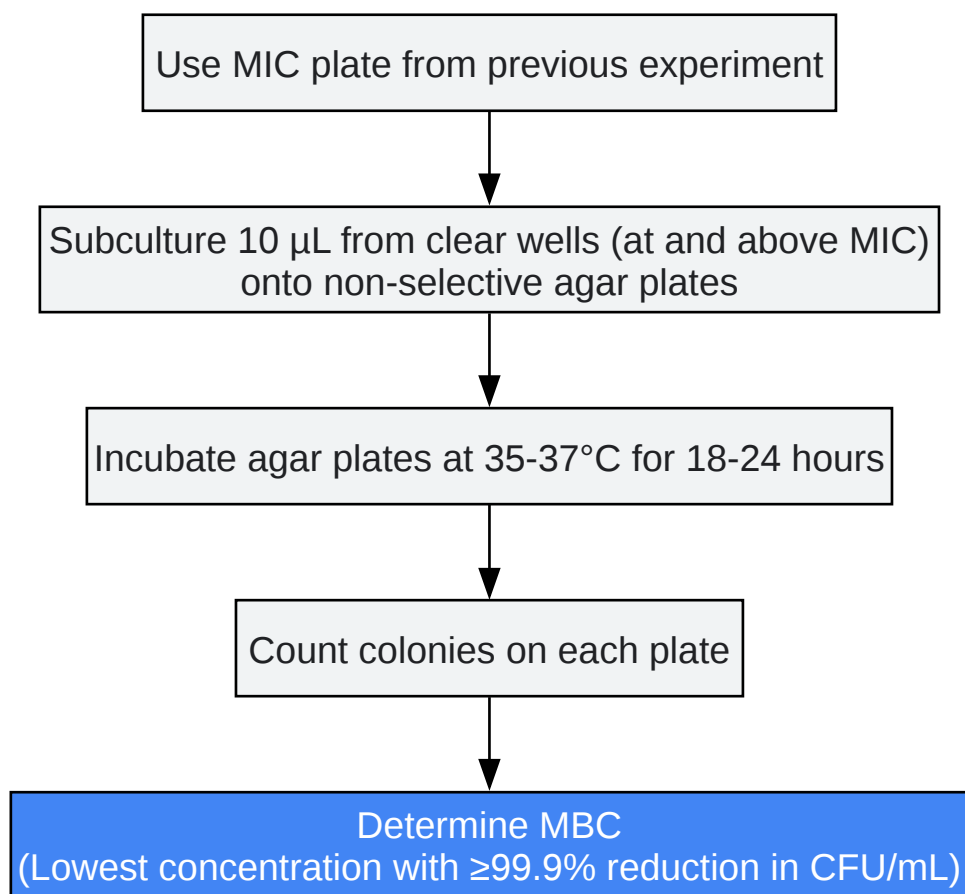 Use MIC plate from previous experiment
Subculture 10 µL from clear wells (at and above MIC)
onto non-selective agar plates
Incubate agar plates at 35-37°C for 18-24 hours
Count colonies on each plate
Determine MBC
(Lowest concentration with ≥99.9% reduction in CFU/mL)